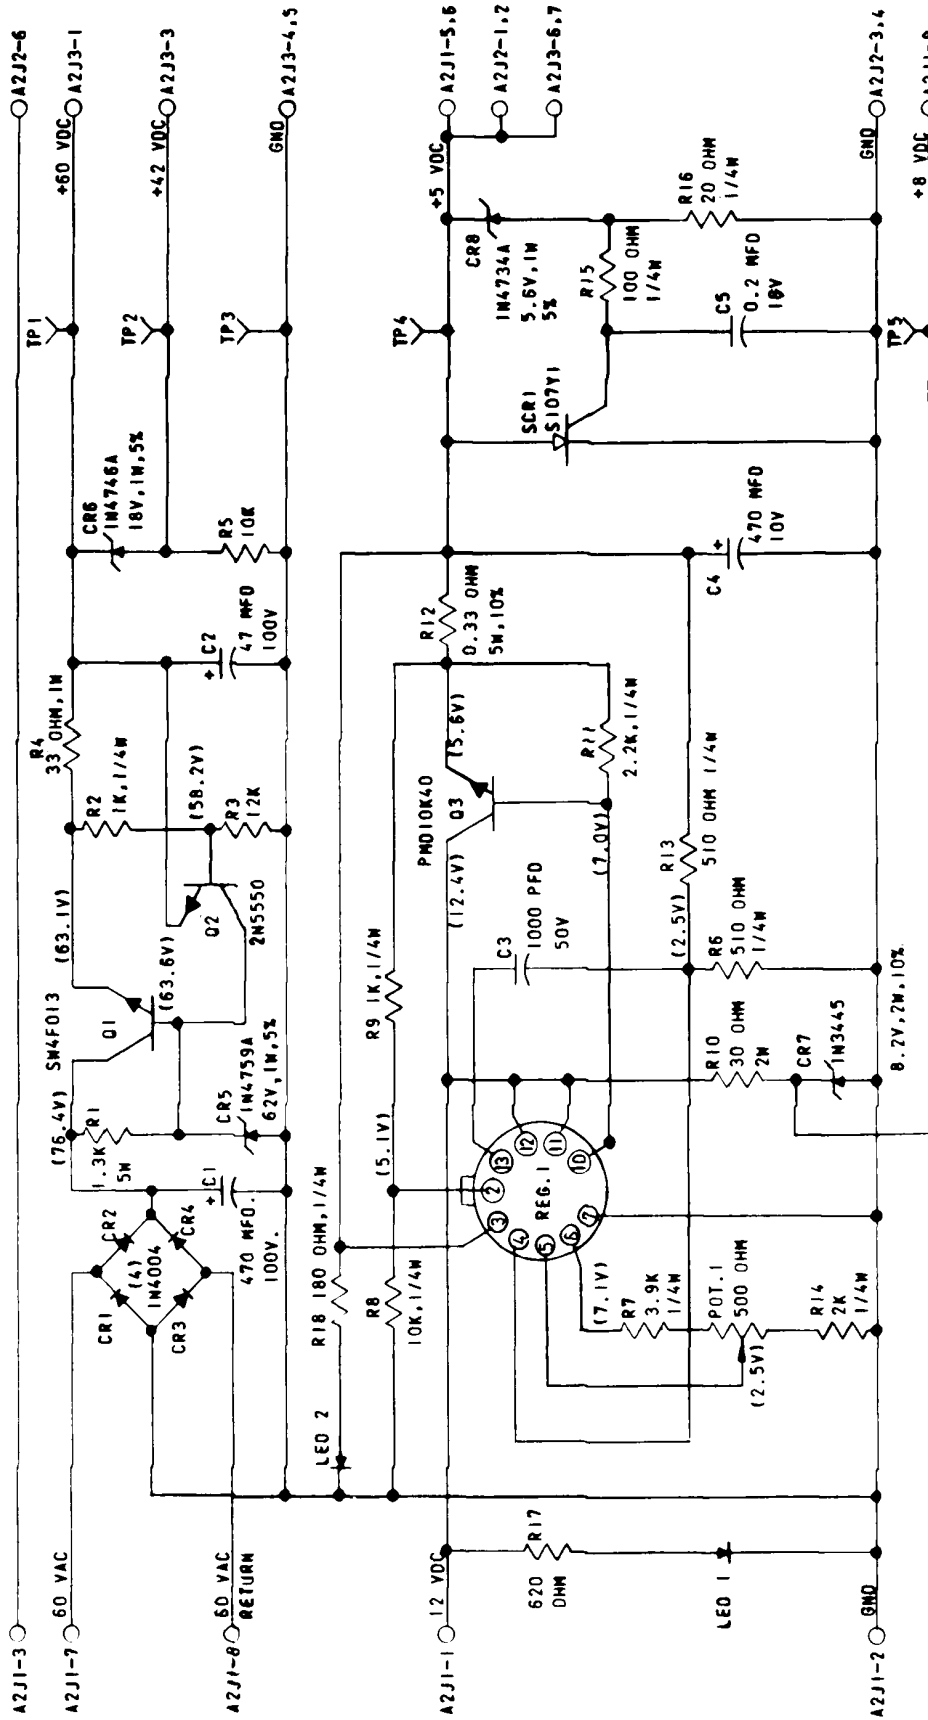 A2J1-3
A2J2-6
A2J1-7
60 VAC
A2J1-8
60 VAC
RETURN
CR1
CR2
CR3
CR4
(4)
1N4004
C1
+
470 MFD.
100V.
(76.4V)
R1
1.3K
5W
CR5
1N4759A
62V,1W,5%
SW4F013
Q1
(63.6V)
(63.1V)
Q2
2N5550
R2
1K,1/4W
(58.2V)
R3
12K
R4
33 OHM,1W
+
C2
47 MFD
100V
CR6
1N4746A
18V,1W,5%
R5
10K
TP1
TP2
TP3
+60 VDC
A2J3-1
+42 VDC
A2J3-3
GND
A2J3-4,5
LED 2
R18 180 OHM,1/4W
R8
10K,1/4W
(5.1V)
R9 1K,1/4W
A2J1-1
12 VDC
R17
620
OHM
LED 1
A2J1-2
GND
REG.1
2
3
4
5
6
7
10
11
12
13
(7.1V)
R7
3.9K
1/4W
POT.1
500 OHM
(2.5V)
R14
2K
1/4W
R10
30 OHM
2W
CR7
1N3445
8.2V,2W,10%
C3
1000 PFD
50V
(2.5V)
R6
510 OHM
1/4W
R13
510 OHM 1/4W
(12.4V)
PMD10K40
Q3
(5.6V)
(7.0V)
R11
2.2K,1/4W
R12
0.33 OHM
5W,10%
C4
+
470 MFD
10V
SCR1
S107Y1
TP4
CR8
1N4734A
5.6V,1W
5%
R15
100 OHM
1/4W
C5
0.2 MFD
16V
R16
20 OHM
1/4W
+5 VDC
A2J1-5,6
A2J2-1,2
A2J3-6,7
GND
A2J2-3,4
TP5
+8 VDC